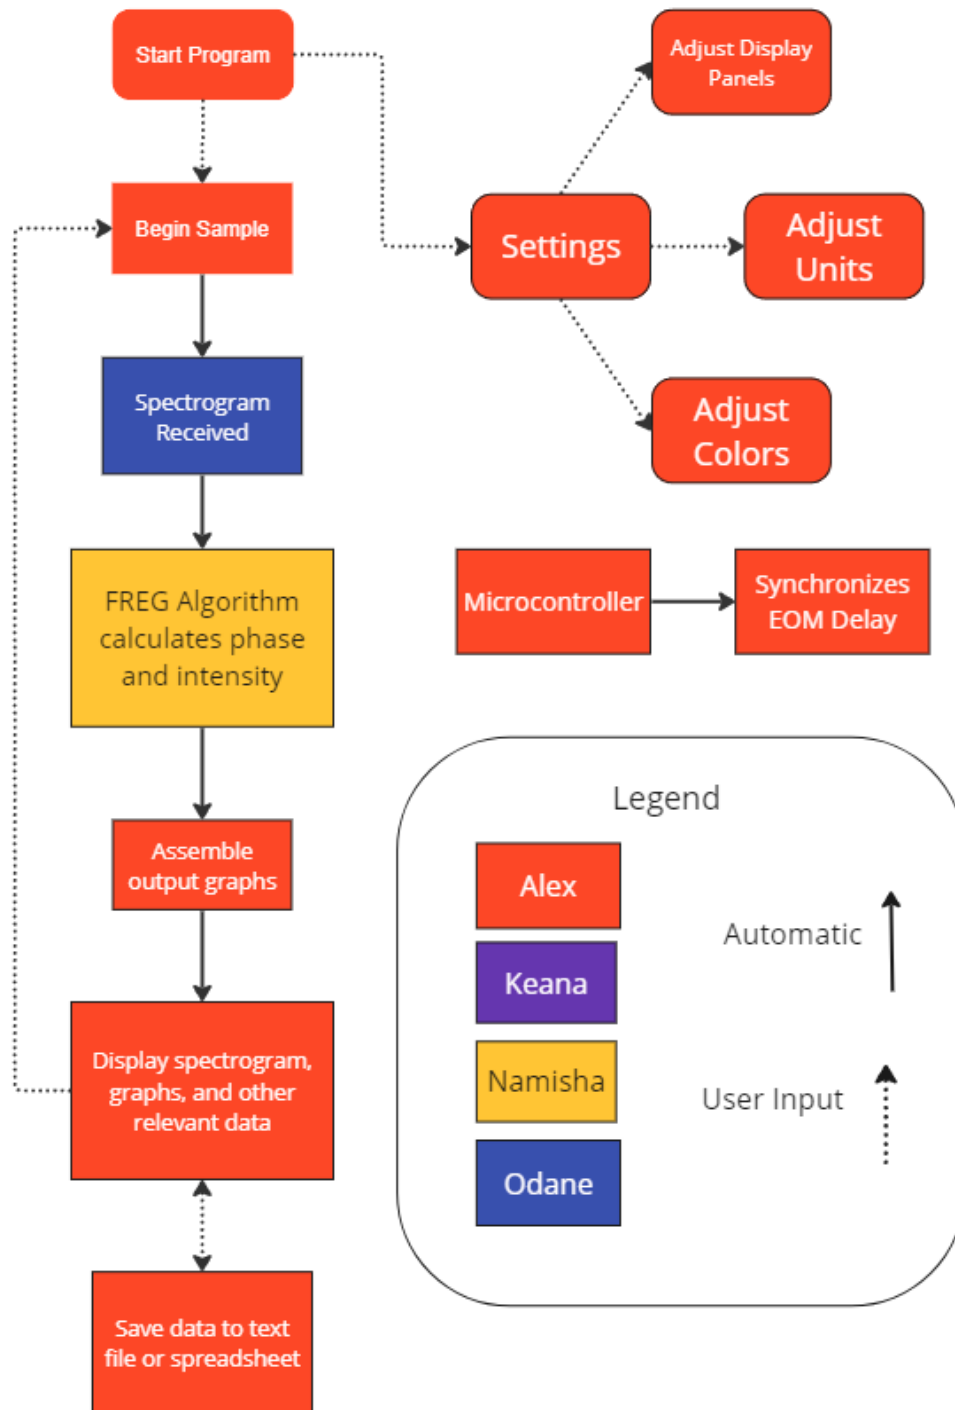 Start Program
Adjust Display
Panels
Begin Sample
Settings
Adjust
Units
Spectrogram
Received
Adjust
Colors
FREG Algorithm
calculates phase
and intensity
Microcontroller
Synchronizes
EOM Delay
Assemble
output graphs
Display spectrogram,
graphs, and other
relevant data
Save data to text
file or spreadsheet
Legend
Alex
Keana
Namisha
Odane
Automatic
User Input